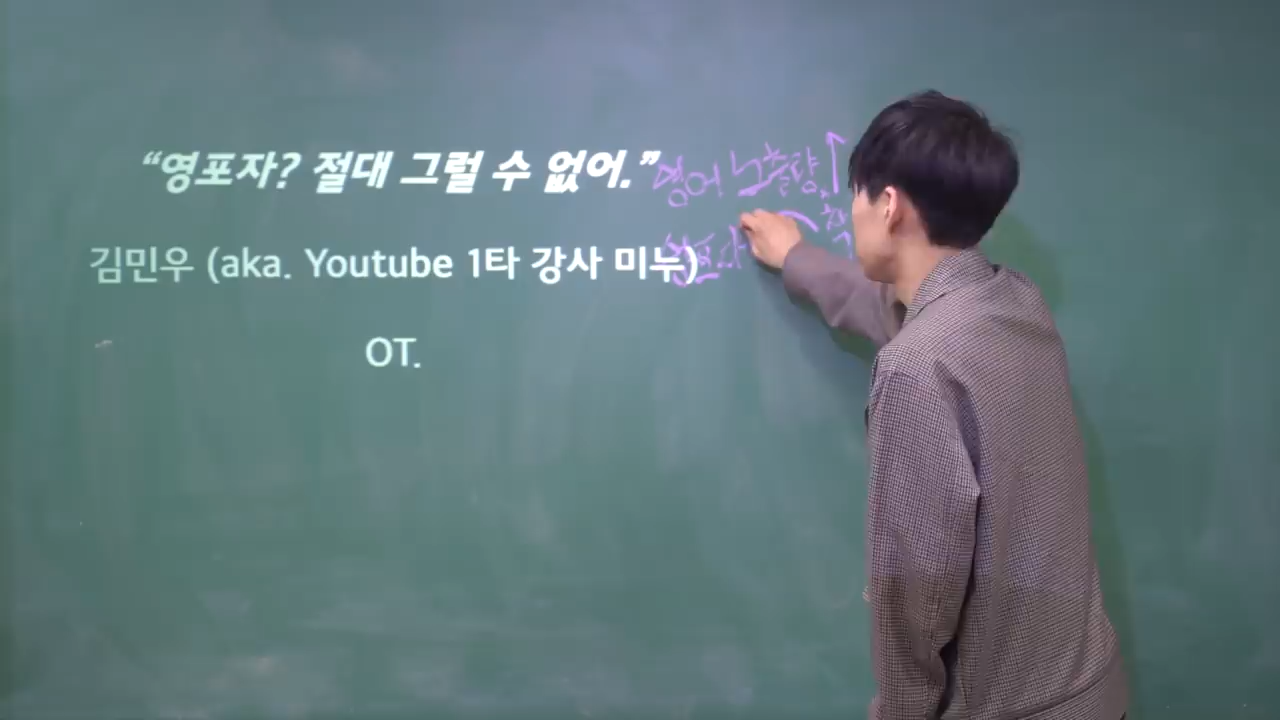 “영포자? 절대 그럴 수 없어.”
영어 노출량 ↑
김민우 (aka. Youtube 1타 강사 미누)
OT.